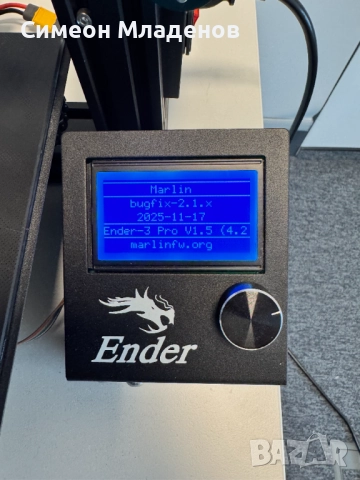 Симеон Младенов
Marlin
bugfix-2.1.x
2025-11-17
Ender-3 Pro V1.5 (4.2
marlinfw.org
Ender
BAZAR
bg